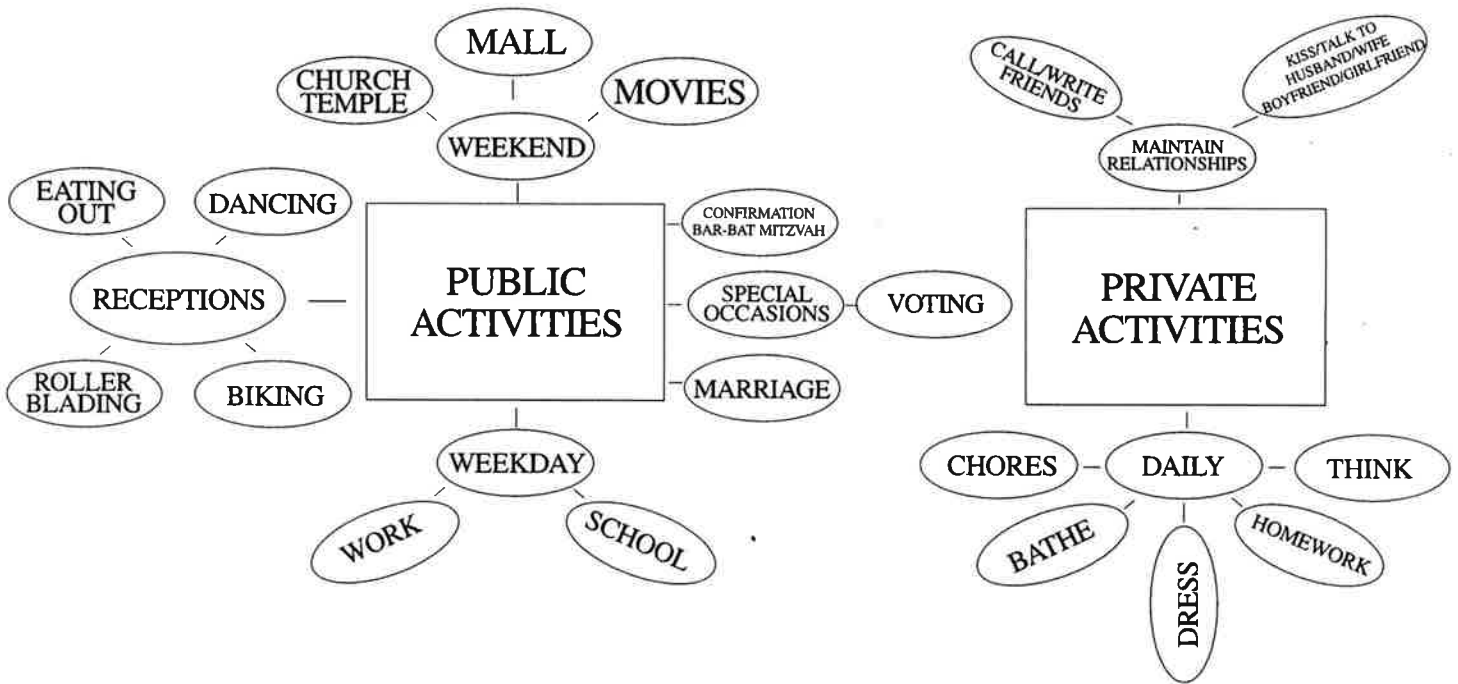 MALL
CHURCH
TEMPLE
MOVIES
WEEKEND
EATING
OUT
DANCING
RECEPTIONS
ROLLER
BLADING
BIKING
PUBLIC
ACTIVITIES
CONFIRMATION
BAR-BAT MITZVAH
SPECIAL
OCCASIONS
VOTING
MARRIAGE
WEEKDAY
WORK
SCHOOL
CALL/WRITE
FRIENDS
KISS/TALK TO
HUSBAND/WIFE
BOYFRIEND/GIRLFRIEND
MAINTAIN
RELATIONSHIPS
PRIVATE
ACTIVITIES
CHORES
DAILY
THINK
BATHE
DRESS
HOMEWORK